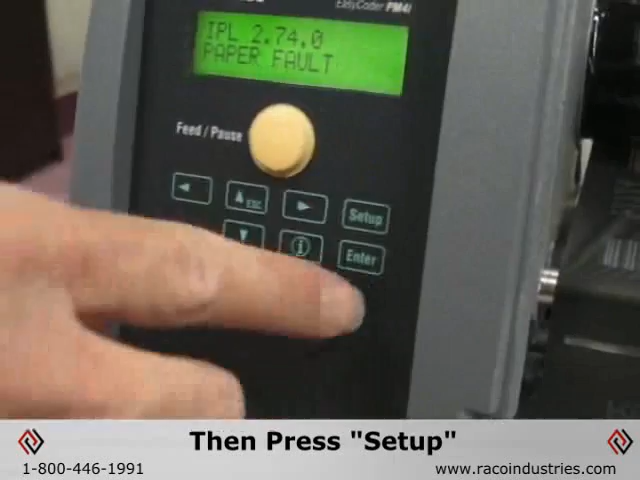 EasyCoder PM4i
IPL 2.74.0
PAPER FAULT
Feed / Pause
ESC
Setup
Enter
Then Press "Setup"
1-800-446-1991
www.racoindustries.com